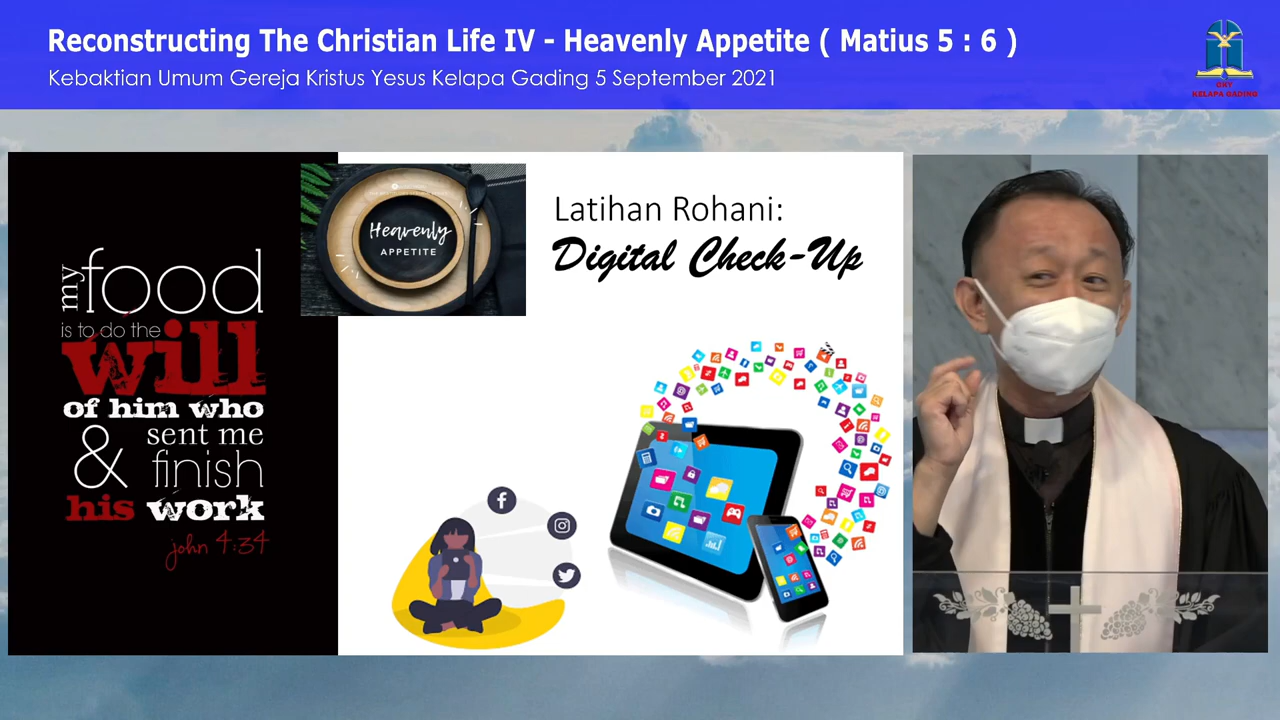 Reconstructing The Christian Life IV - Heavenly Appetite ( Matius 5 : 6 )
Kebaktian Umum Gereja Kristus Yesus Kelapa Gading 5 September 2021
GKY
KELAPA GADING
my food
is to do the
will
of him who
& sent me
finish
his work
john 4:34
Heavenly
APPETITE
Latihan Rohani:
Digital Check-Up